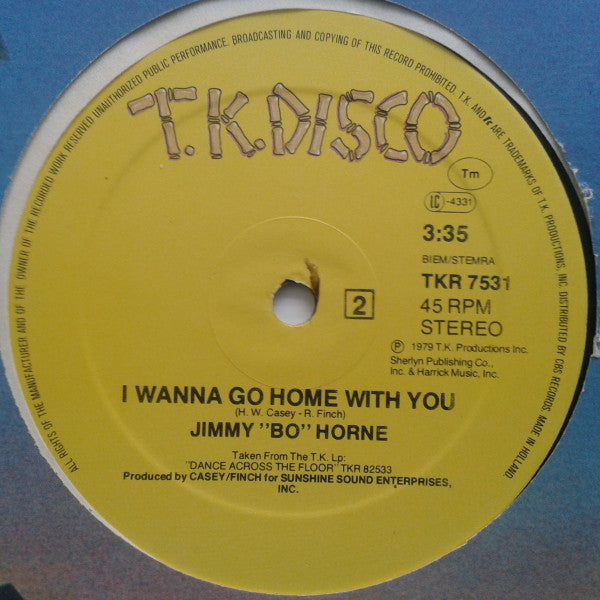 ALL RIGHTS OF THE MANUFACTURER AND OF THE OWNER OF THE RECORDED WORK RESERVED UNAUTHORIZED PUBLIC PERFORMANCE, BROADCASTING AND COPYING OF THIS RECORD PROHIBITED. T.K. AND tk ARE TRADEMARKS OF T.K. PRODUCTIONS, INC. DISTRIBUTED BY CBS RECORDS. MADE IN HOLLAND
T.K. DISCO
Tm
LC -4331
3:35
BIEM/STEMRA
TKR 7531
2
45 RPM
STEREO
Ⓟ 1979 T.K. Productions Inc.
Sherlyn Publishing Co.,
Inc. & Harrick Music, Inc.
I WANNA GO HOME WITH YOU
(H. W. Casey - R. Finch)
JIMMY "BO" HORNE
Taken From The T.K. Lp:
"DANCE ACROSS THE FLOOR" TKR 82533
Produced by CASEY/FINCH for SUNSHINE SOUND ENTERPRISES,
INC.